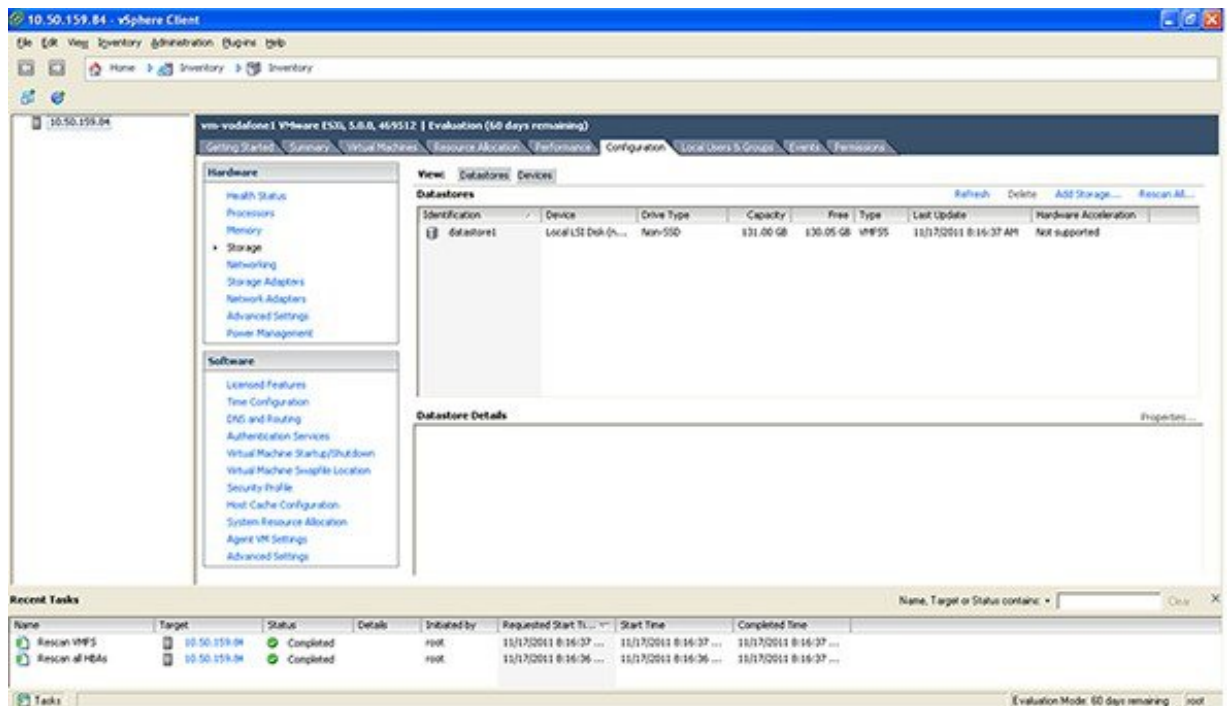 10.50.159.84 - vSphere Client
File Edit View Inventory Administration Plug-ins Help
Home Inventory Inventory
10.50.159.84
vm-vodafone1 VMware ESXi, 5.0.0, 469512 | Evaluation (60 days remaining)
Getting Started Summary Virtual Machines Resource Allocation Performance Configuration Local Users & Groups Events Permissions
Hardware
Health Status
Processors
Memory
Storage
Networking
Storage Adapters
Network Adapters
Advanced Settings
Power Management
Software
Licensed Features
Time Configuration
DNS and Routing
Authentication Services
Virtual Machine Startup/Shutdown
Virtual Machine Swapfile Location
Security Profile
Host Cache Configuration
System Resource Allocation
Agent VM Settings
Advanced Settings
View: Datastores Devices
Datastores
Refresh Delete Add Storage... Rescan All...
Identification Device Drive Type Capacity Free Type Last Update Hardware Acceleration
datastore1 Local LSI Disk (n... Non-SSD 131.00 GB 130.05 GB VMFS5 11/17/2011 8:16:37 AM Not supported
Datastore Details
Properties...
Recent Tasks
Name, Target or Status contains: Clear
Name Target Status Details Initiated by Requested Start Ti... Start Time Completed Time
Rescan VMFS 10.50.159.84 Completed root 11/17/2011 8:16:37 ... 11/17/2011 8:16:37 ... 11/17/2011 8:16:37 ...
Rescan all HBAs 10.50.159.84 Completed root 11/17/2011 8:16:36 ... 11/17/2011 8:16:36 ... 11/17/2011 8:16:37 ...
Tasks
Evaluation Mode: 60 days remaining root